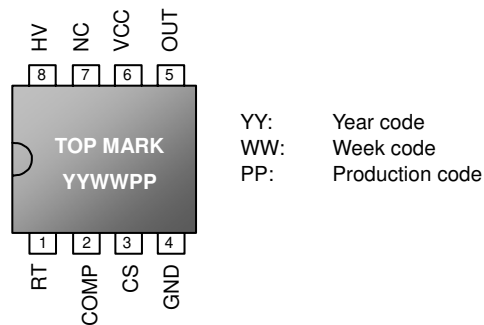 HV NC VCC OUT
8 7 6 5
TOP MARK
YYWWPP
1 2 3 4
RT COMP CS GND
YY: Year code
WW: Week code
PP: Production code